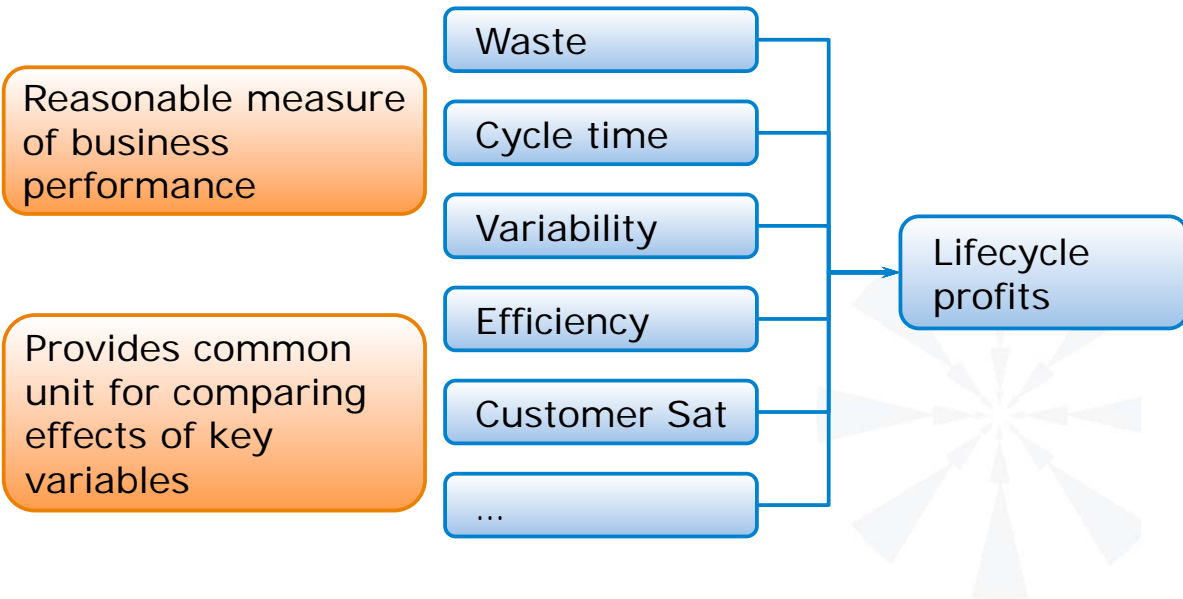 Reasonable measure
of business
performance
Provides common
unit for comparing
effects of key
variables
Waste
Cycle time
Variability
Efficiency
Customer Sat
...
Lifecycle
profits